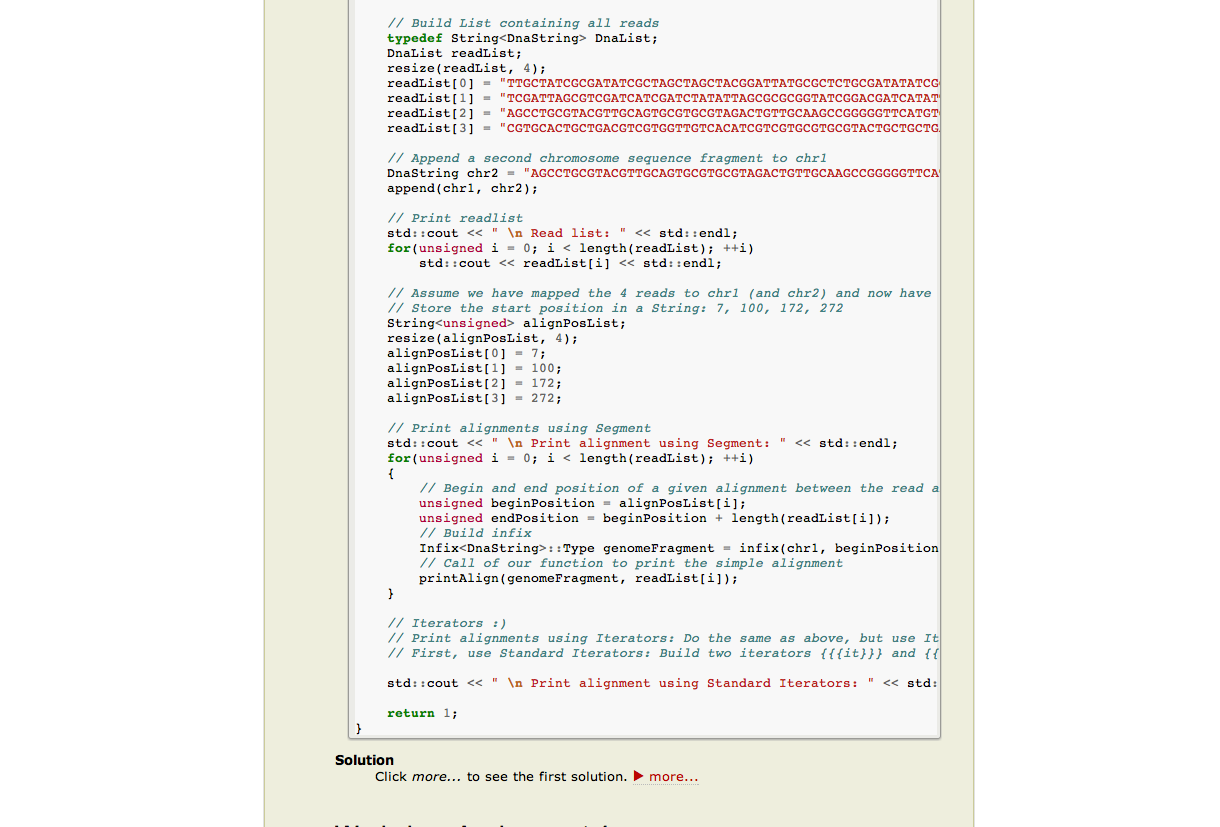 // Build List containing all reads
typedef String<DnaString> DnaList;
DnaList readList;
resize(readList, 4);
readList[0] = "TTGCTATCGCGATATCGCTAGCTAGCTACGGATTATGCGCTCTGCGATATATCG
readList[1] = "TCGATTAGCGTCGATCATCGATCTATATTAGCGCGCGGTATCGGACGATCATAT
readList[2] = "AGCCTGCGTACGTTGCAGTGCGTGCGTAGACTGTTGCAAGCCGGGGGTTCATGT
readList[3] = "CGTGCACTGCTGACGTCGTGGTTGTCACATCGTCGTGCGTGCGTACTGCTGCTG
// Append a second chromosome sequence fragment to chr1
DnaString chr2 = "AGCCTGCGTACGTTGCAGTGCGTGCGTAGACTGTTGCAAGCCGGGGGTTCA
append(chr1, chr2);
// Print readlist
std::cout << " \n Read list: " << std::endl;
for(unsigned i = 0; i < length(readList); ++i)
std::cout << readList[i] << std::endl;
// Assume we have mapped the 4 reads to chr1 (and chr2) and now have
// Store the start position in a String: 7, 100, 172, 272
String<unsigned> alignPosList;
resize(alignPosList, 4);
alignPosList[0] = 7;
alignPosList[1] = 100;
alignPosList[2] = 172;
alignPosList[3] = 272;
// Print alignments using Segment
std::cout << " \n Print alignment using Segment: " << std::endl;
for(unsigned i = 0; i < length(readList); ++i)
{
// Begin and end position of a given alignment between the read a
unsigned beginPosition = alignPosList[i];
unsigned endPosition = beginPosition + length(readList[i]);
// Build infix
Infix<DnaString>::Type genomeFragment = infix(chr1, beginPosition
// Call of our function to print the simple alignment
printAlign(genomeFragment, readList[i]);
}
// Iterators :)
// Print alignments using Iterators: Do the same as above, but use It
// First, use Standard Iterators: Build two iterators {{{it}}} and {{
std::cout << " \n Print alignment using Standard Iterators: " << std:
return 1;
}
Solution
Click more... to see the first solution. ▶ more...